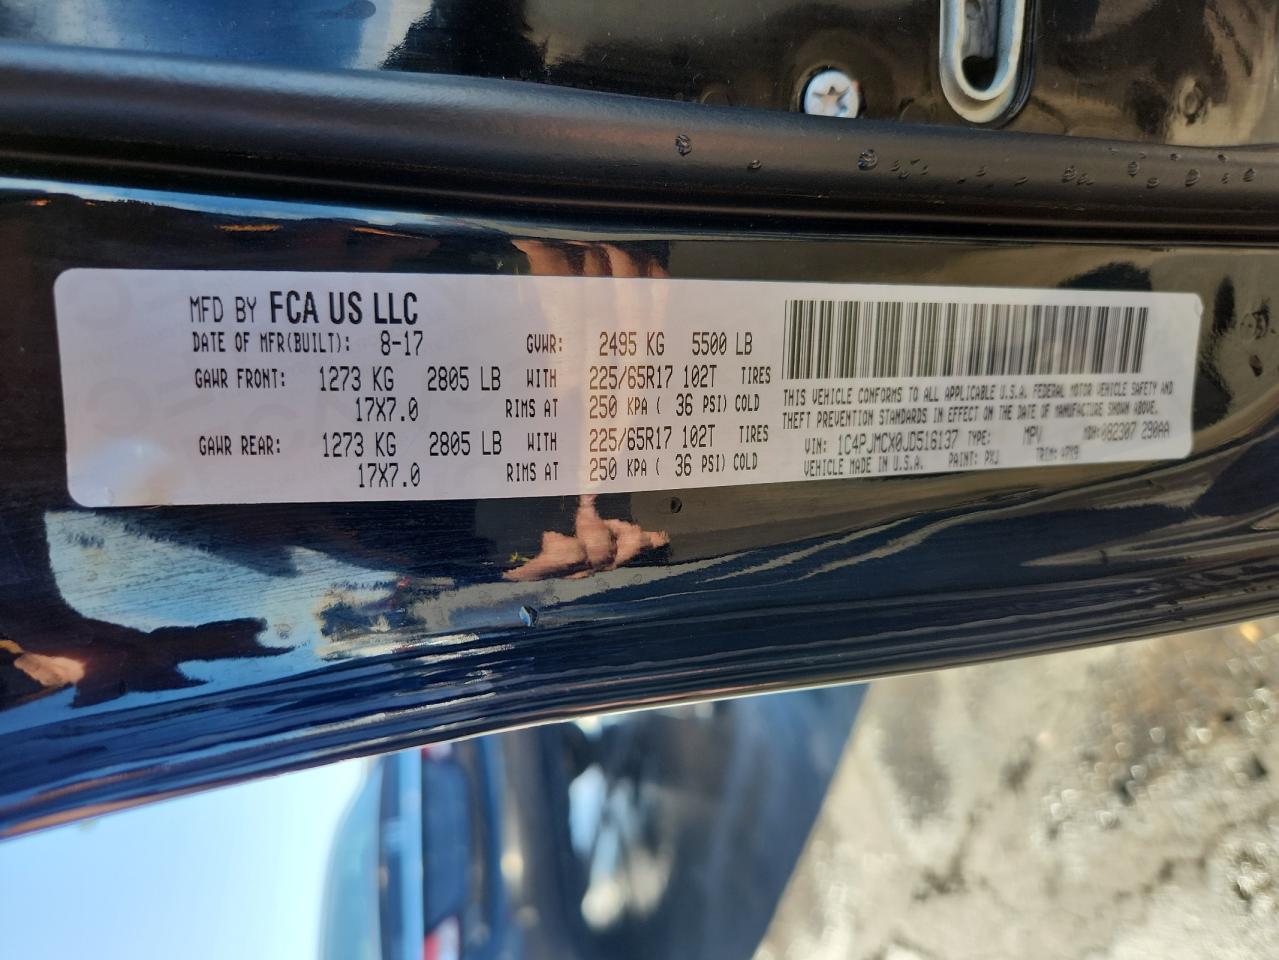 MFD BY FCA US LLC
DATE OF MFR(BUILT): 8-17 GVWR: 2495 KG 5500 LB
GAWR FRONT: 1273 KG 2805 LB WITH 225/65R17 102T TIRES
17X7.0 RIMS AT 250 KPA ( 36 PSI) COLD
GAWR REAR: 1273 KG 2805 LB WITH 225/65R17 102T TIRES
17X7.0 RIMS AT 250 KPA ( 36 PSI) COLD
THIS VEHICLE CONFORMS TO ALL APPLICABLE U.S.A. FEDERAL MOTOR VEHICLE SAFETY AND
THEFT PREVENTION STANDARDS IN EFFECT ON THE DATE OF MANUFACTURE SHOWN ABOVE.
VIN: 1C4PJMCX0JD516137 TYPE: MPV MDH: 082307 290AA
VEHICLE MADE IN U.S.A. PAINT: PXJ TRIM: